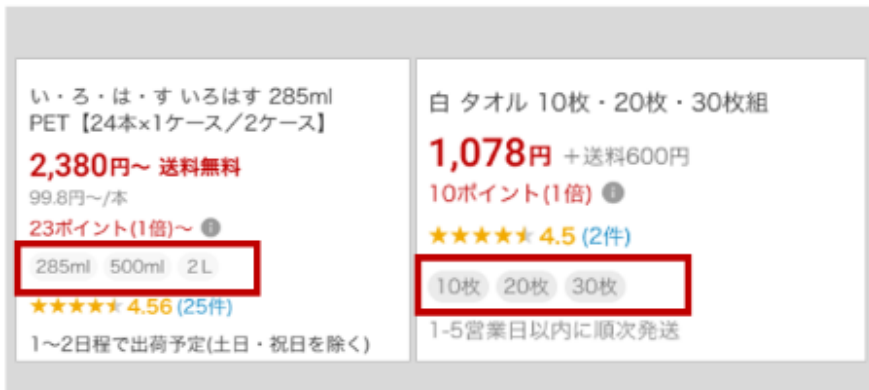 い・ろ・は・す いろはす 285ml
PET【24本×1ケース／2ケース】
2,380円〜 送料無料
99.8円〜/本
23ポイント(1倍)〜 i
285ml 500ml 2L
★★★★★ 4.56 (25件)
1〜2日程で出荷予定(土日・祝日を除く)
白 タオル 10枚・20枚・30枚組
1,078円 +送料600円
10ポイント(1倍) i
★★★★★ 4.5 (2件)
10枚 20枚 30枚
1-5営業日以内に順次発送